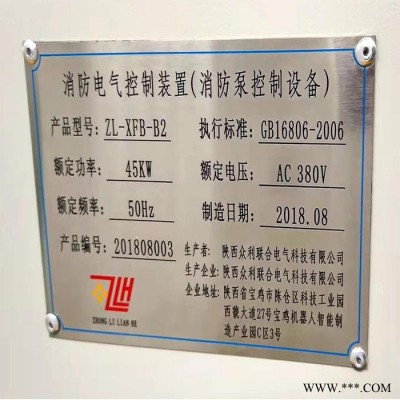 消防电气控制装置(消防泵控制设备)
产品型号: ZL-XFB-B2 执行标准: GB16806-2006
额定功率: 45KW 额定电压: AC 380V
额定频率: 50Hz 制造日期: 2018.08
产品编号: 201808003
生产者: 陕西众利联合电气科技有限公司
生产企业: 陕西众利联合电气科技有限公司
企业地址: 陕西省宝鸡市陈仓区科技工业园
西虢大道27号宝鸡机器人智能制
造产业园C区3号
ZHONG LI LIAN HE
WWW.***.COM